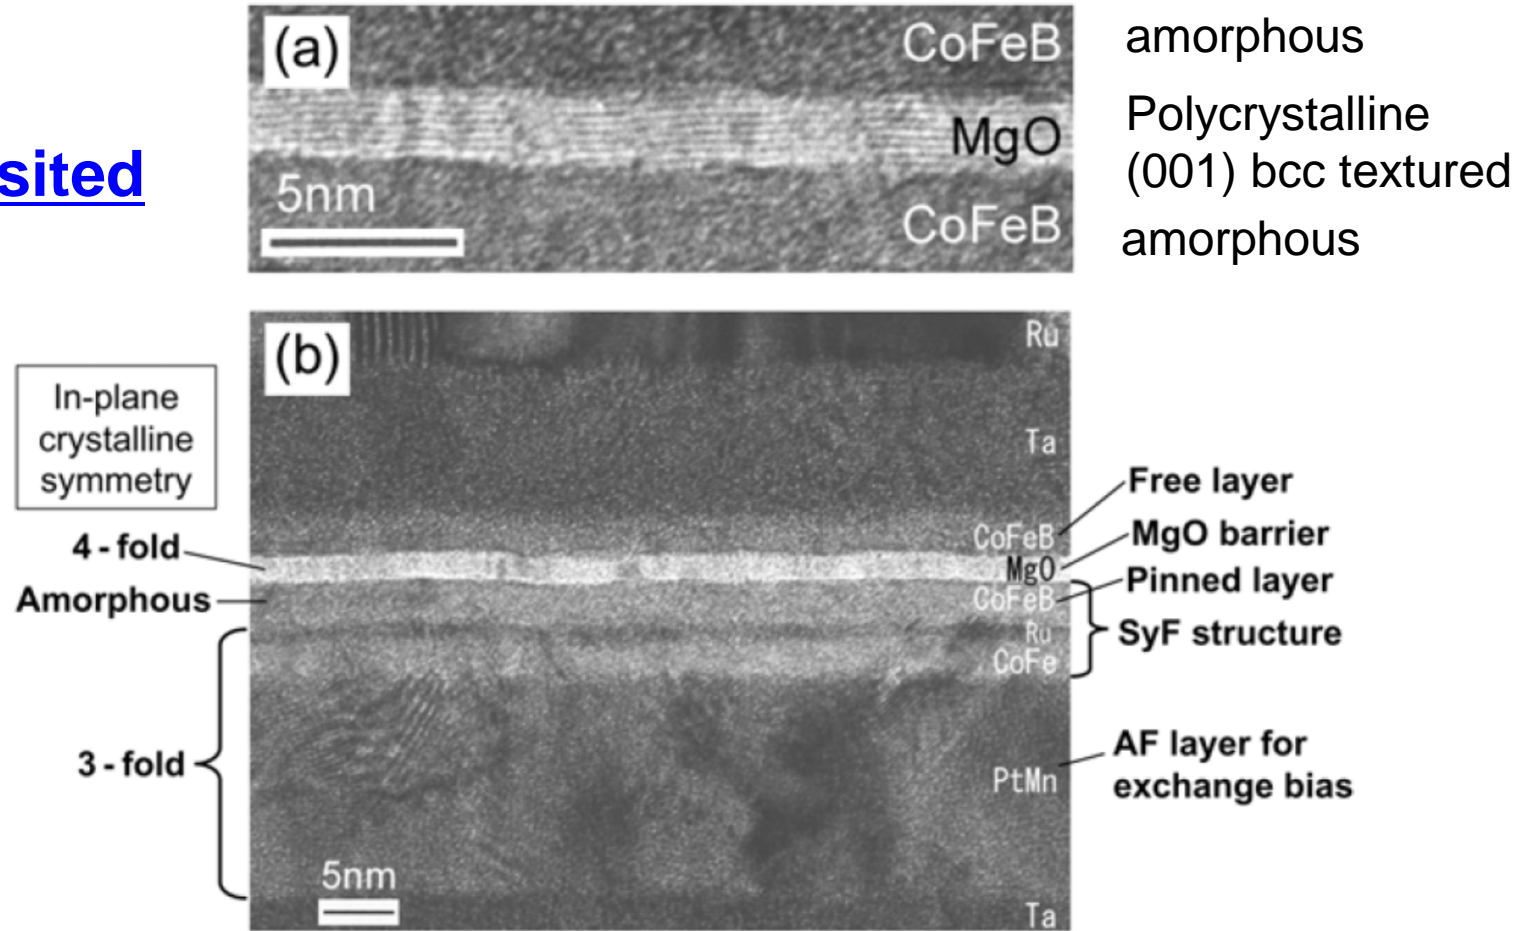 (a)
CoFeB
amorphous
MgO
Polycrystalline
(001) bcc textured
sited
5nm
CoFeB
amorphous
(b)
Ru
In-plane
crystalline
symmetry
Ta
Free layer
CoFeB
4 - fold
MgO barrier
MgO
Pinned layer
Amorphous
CoFeB
Ru
SyF structure
CoFe
3 - fold
AF layer for
exchange bias
PtMn
5nm
Ta